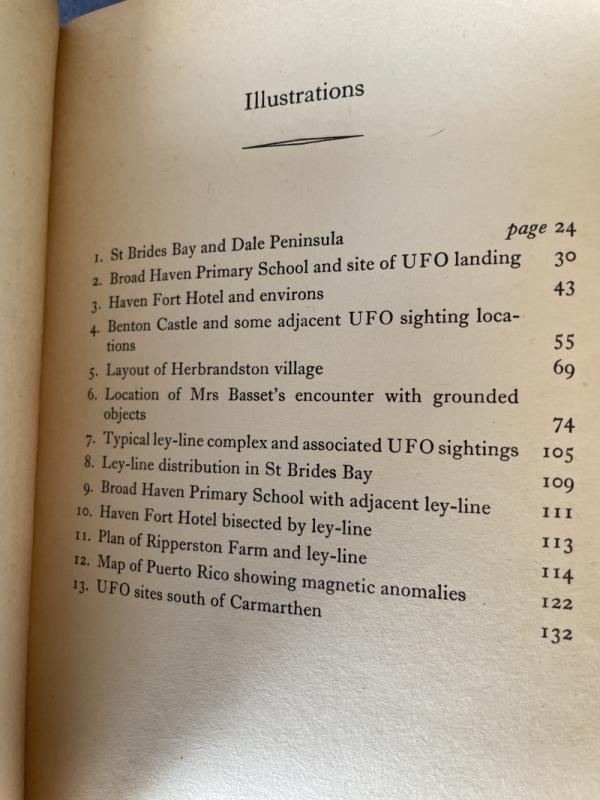 Illustrations
1. St Brides Bay and Dale Peninsula page 24
2. Broad Haven Primary School and site of UFO landing 30
3. Haven Fort Hotel and environs 43
4. Benton Castle and some adjacent UFO sighting loca-
tions 55
5. Layout of Herbrandston village 69
6. Location of Mrs Basset's encounter with grounded
objects 74
7. Typical ley-line complex and associated UFO sightings 105
8. Ley-line distribution in St Brides Bay 109
9. Broad Haven Primary School with adjacent ley-line 111
10. Haven Fort Hotel bisected by ley-line 113
11. Plan of Ripperston Farm and ley-line 114
12. Map of Puerto Rico showing magnetic anomalies 122
13. UFO sites south of Carmarthen 132